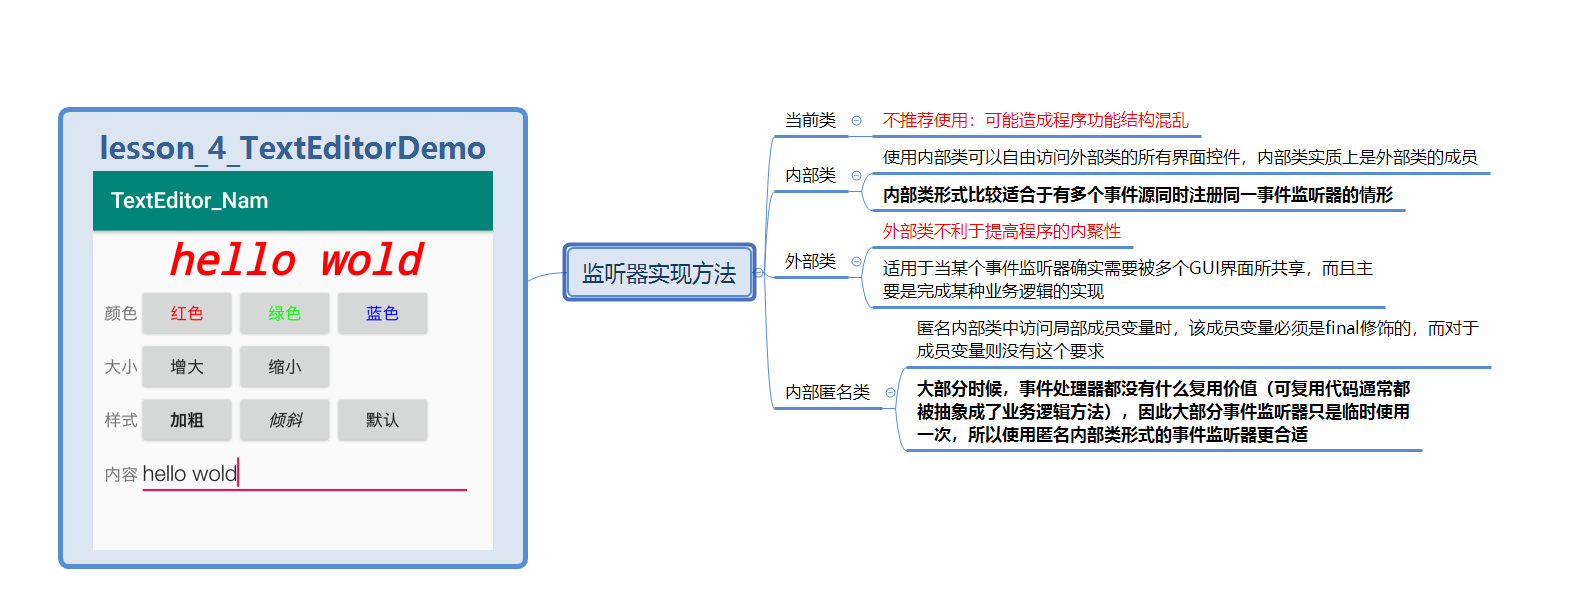 lesson_4_TextEditorDemo
TextEditor_Nam
hello wold
颜色 红色 绿色 蓝色
大小 增大 缩小
样式 加粗 倾斜 默认
内容 hello wold
监听器实现方法
当前类
不推荐使用：可能造成程序功能结构混乱
内部类
使用内部类可以自由访问外部类的所有界面控件，内部类实质上是外部类的成员
内部类形式比较适合于有多个事件源同时注册同一事件监听器的情形
外部类
外部类不利于提高程序的内聚性
适用于当某个事件监听器确实需要被多个GUI界面所共享，而且主
要是完成某种业务逻辑的实现
内部匿名类
匿名内部类中访问局部成员变量时，该成员变量必须是final修饰的，而对于
成员变量则没有这个要求
大部分时候，事件处理器都没有什么复用价值（可复用代码通常都
被抽象成了业务逻辑方法），因此大部分事件监听器只是临时使用
一次，所以使用匿名内部类形式的事件监听器更合适